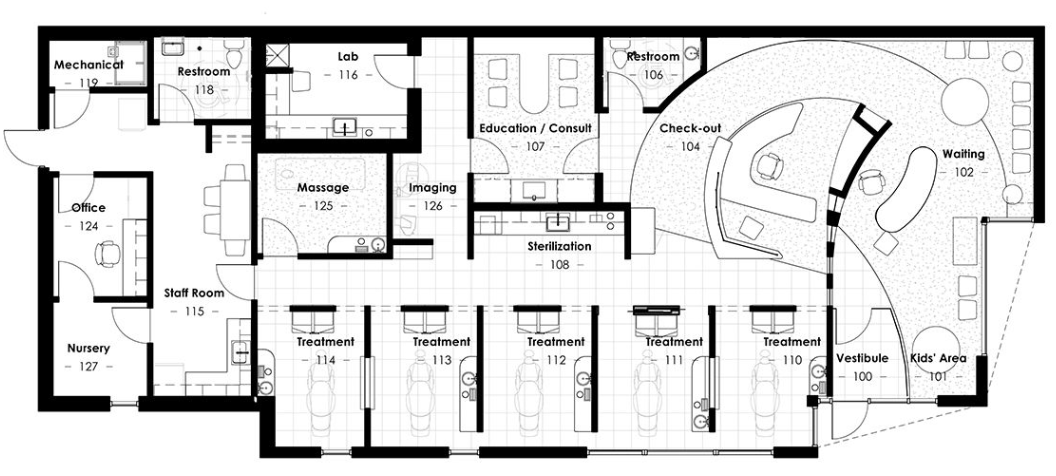 Mechanical
119
Restroom
118
Lab
116
Restroom
106
Education / Consult
107
Check-out
104
Waiting
102
Massage
125
Imaging
126
Office
124
Sterilization
108
Staff Room
115
Nursery
127
Treatment
114
Treatment
113
Treatment
112
Treatment
111
Treatment
110
Vestibule
100
Kids' Area
101